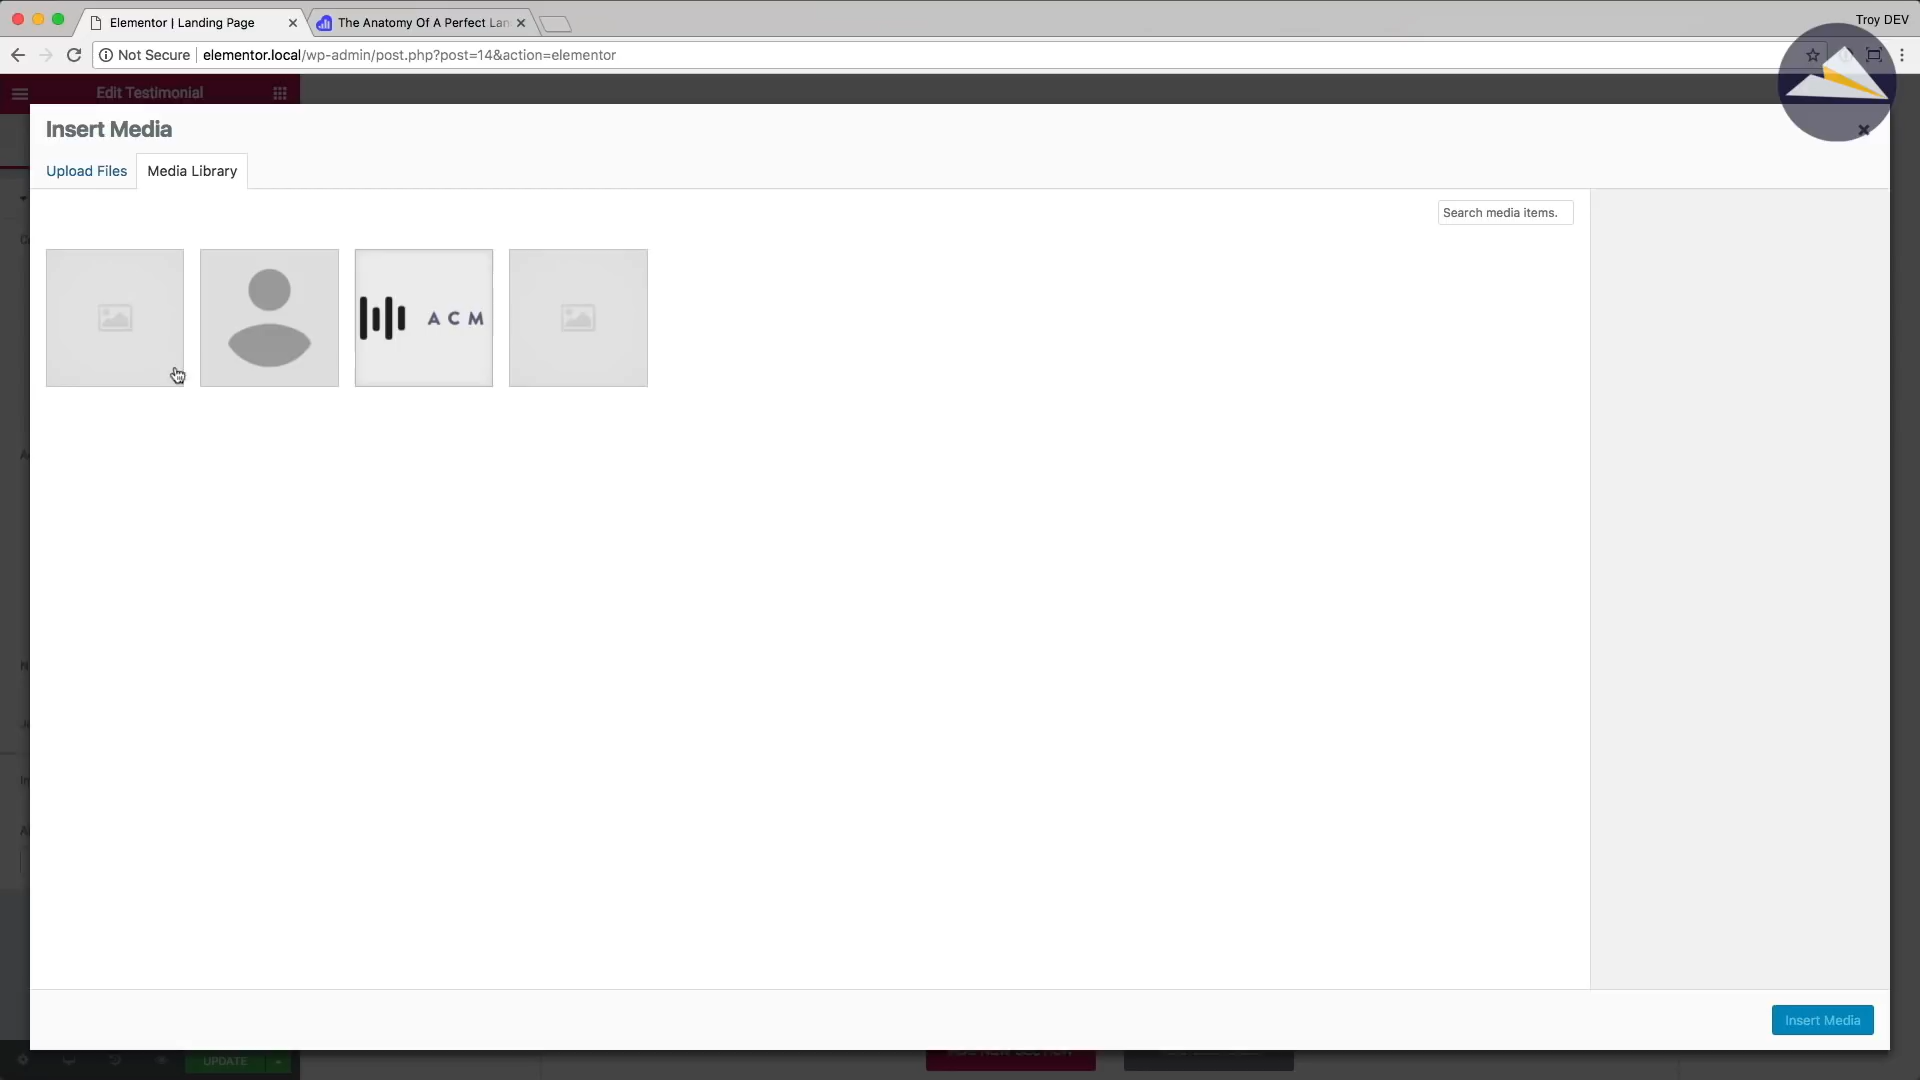 Elementor | Landing Page
The Anatomy Of A Perfect Lan
Troy DEV
Not Secure
elementor.local/wp-admin/post.php?post=14&action=elementor
Edit Testimonial
Insert Media
Upload Files
Media Library
Search media items.
ACM
Insert Media
UPDATE